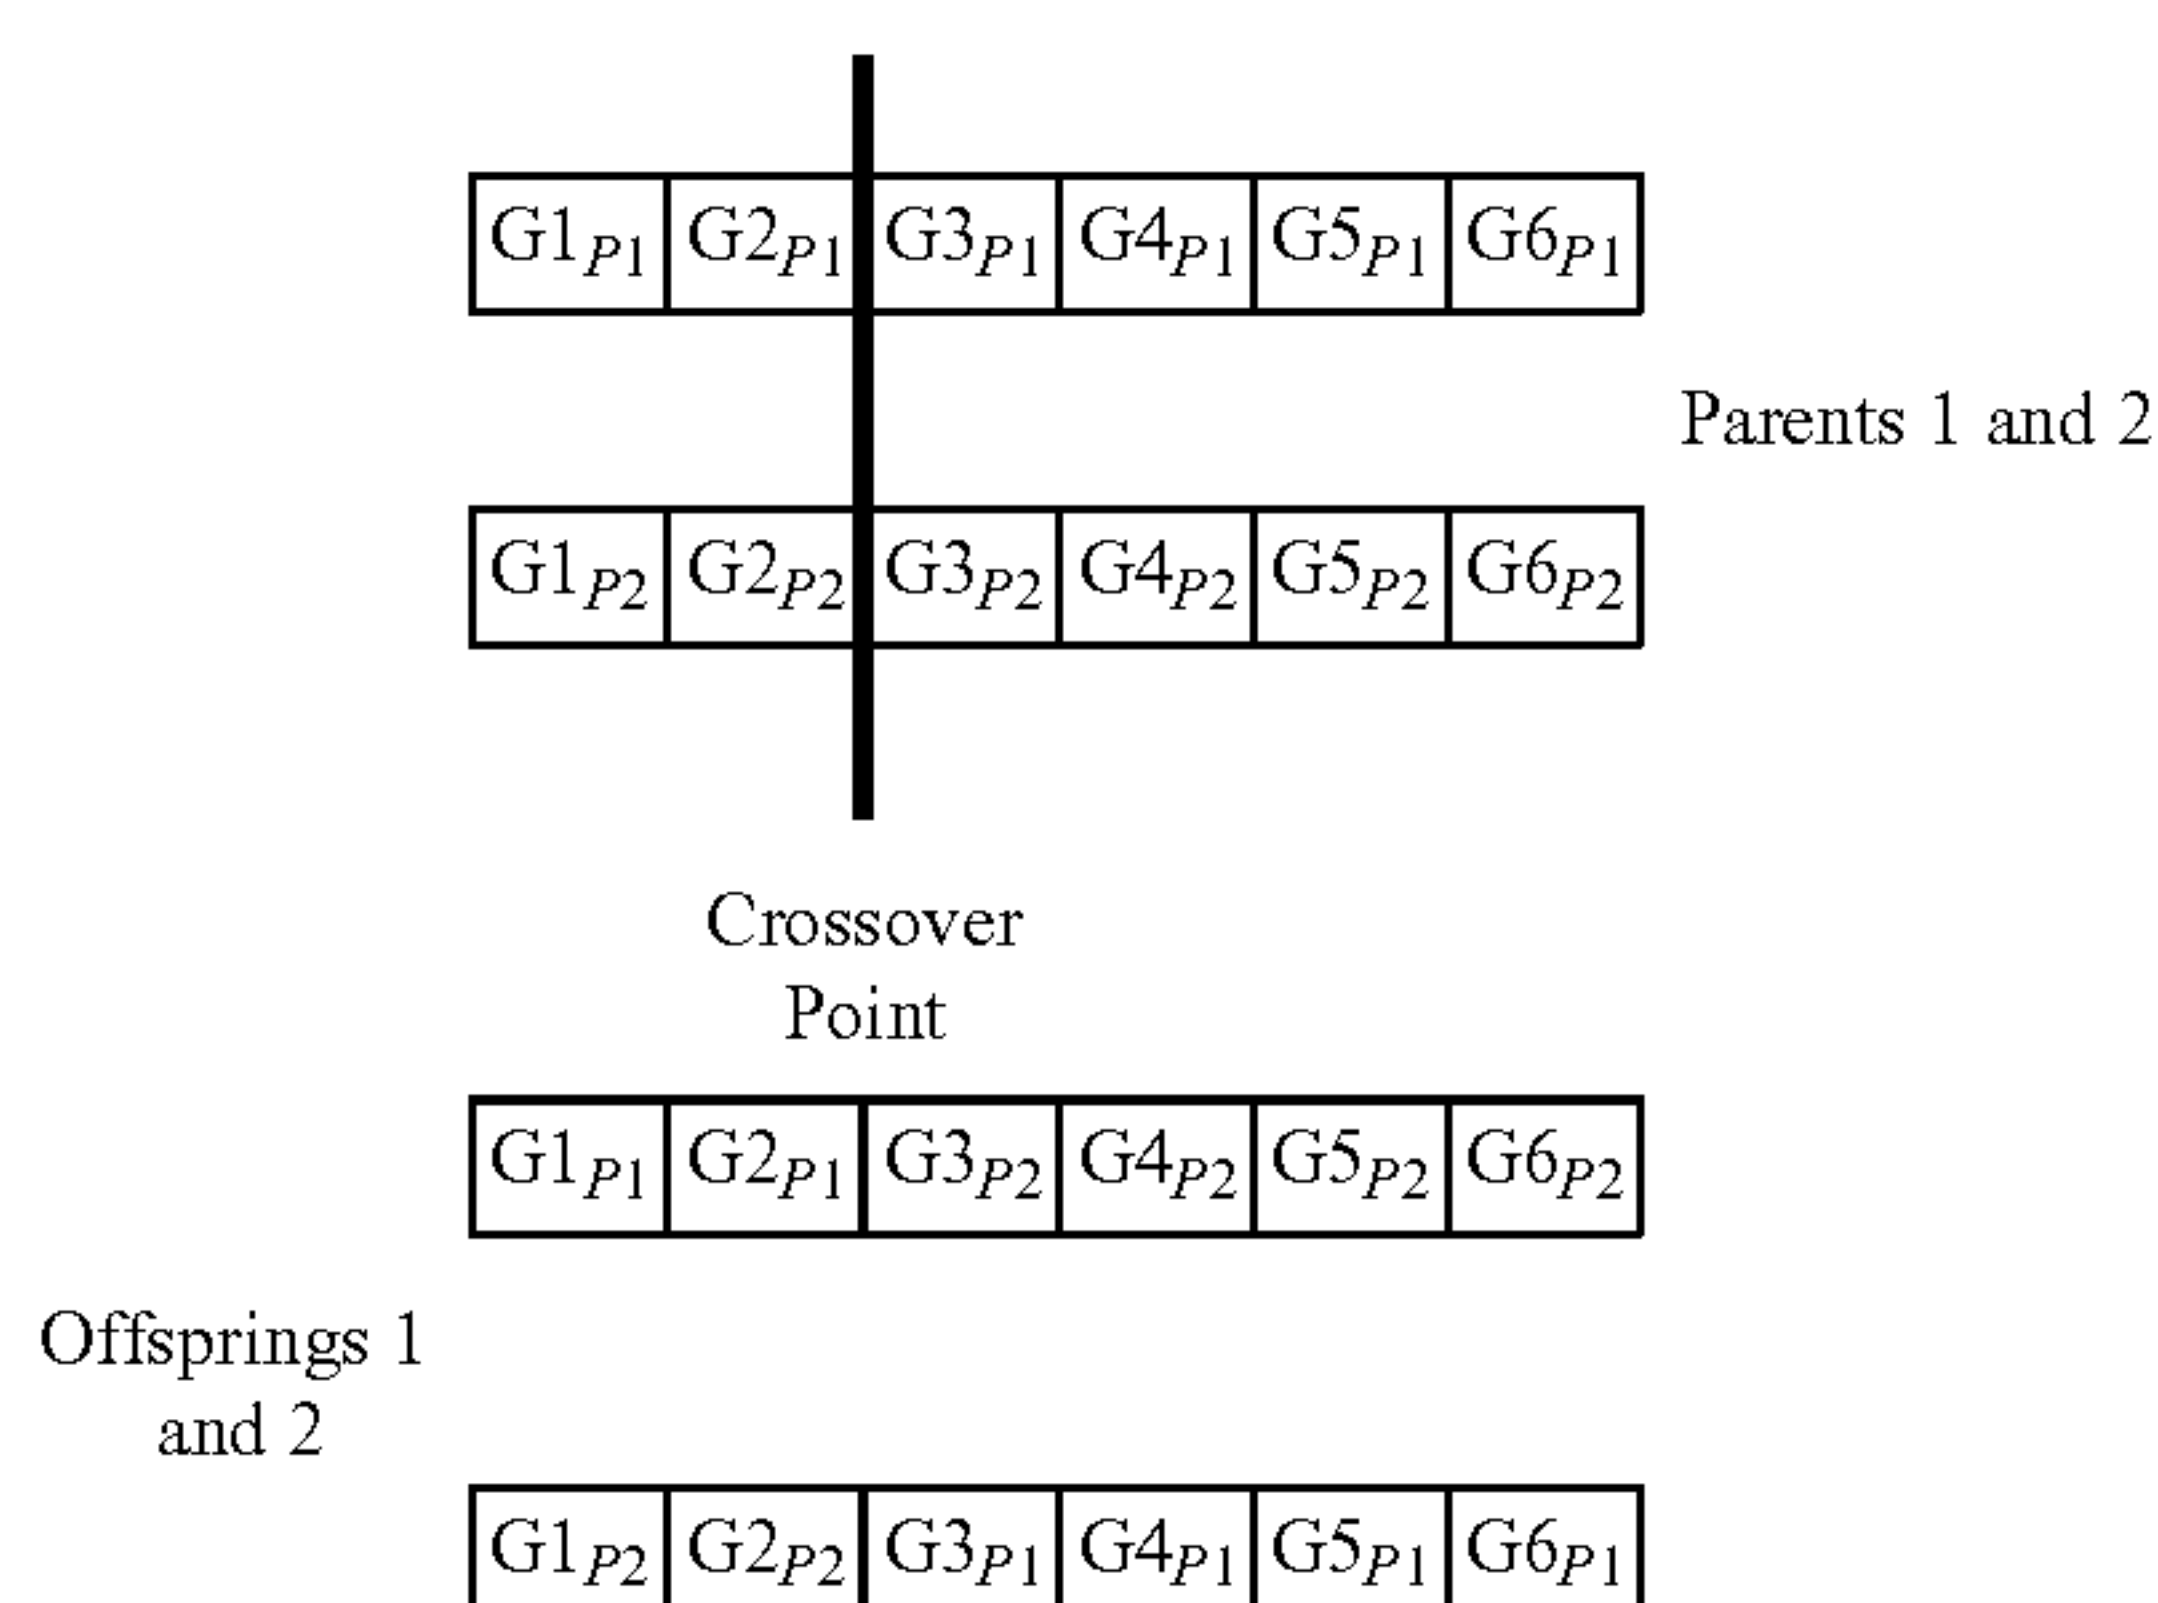 G1P1 G2P1 G3P1 G4P1 G5P1 G6P1
Parents 1 and 2
G1P2 G2P2 G3P2 G4P2 G5P2 G6P2
Crossover
Point
G1P1 G2P1 G3P2 G4P2 G5P2 G6P2
Offsprings 1
and 2
G1P2 G2P2 G3P1 G4P1 G5P1 G6P1